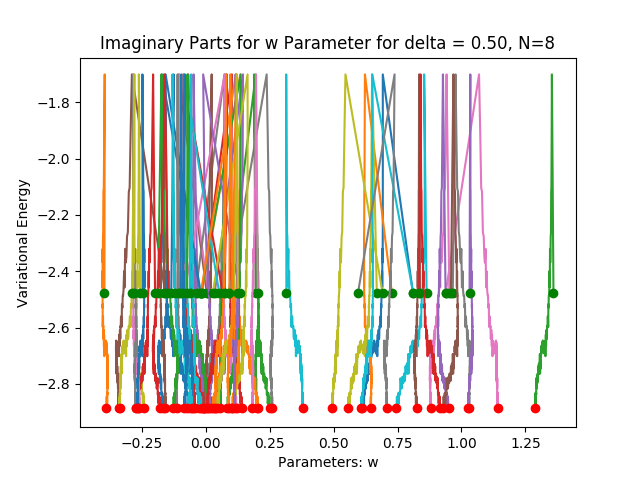 Imaginary Parts for w Parameter for delta = 0.50, N=8
Variational Energy
−1.8
−2.0
−2.2
−2.4
−2.6
−2.8
−0.25 0.00 0.25 0.50 0.75 1.00 1.25
Parameters: w